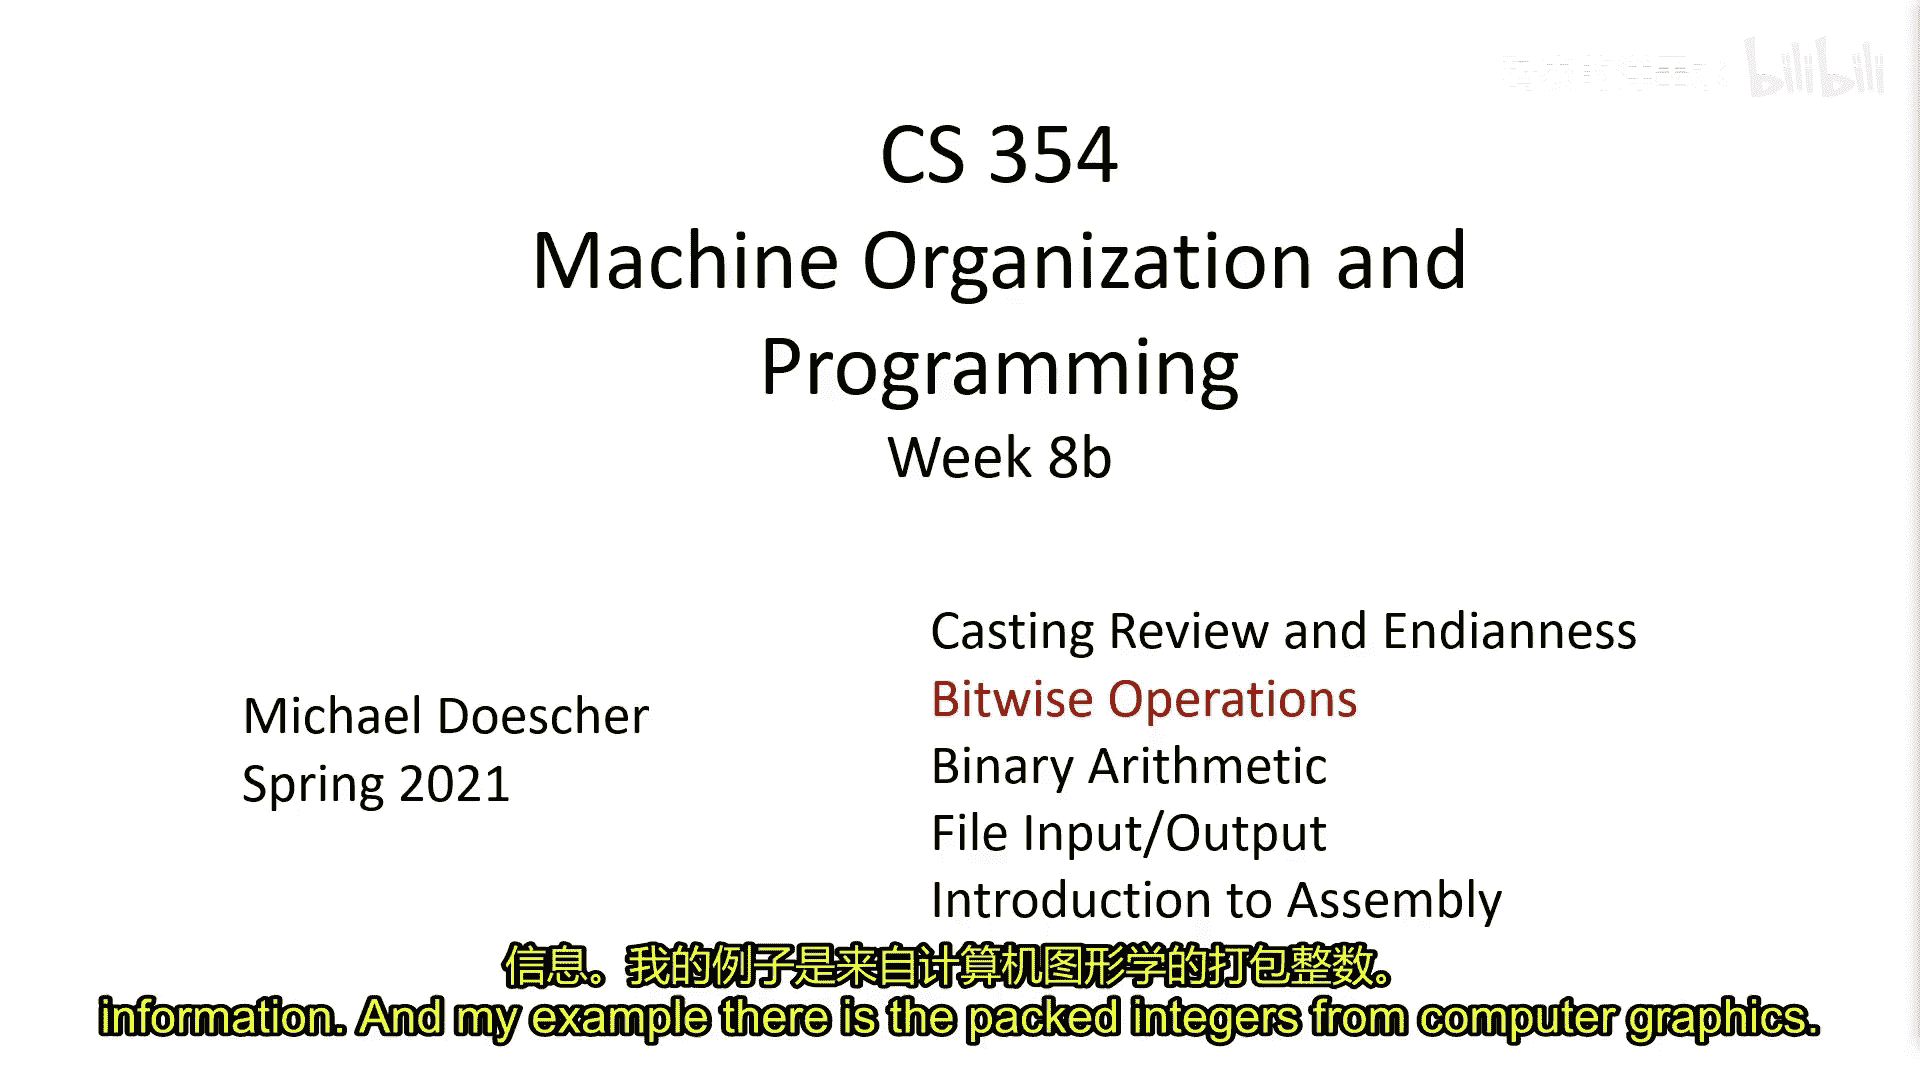 bilibili
CS 354
Machine Organization and
Programming
Week 8b
Michael Doescher
Spring 2021
Casting Review and Endianness
Bitwise Operations
Binary Arithmetic
File Input/Output
Introduction to Assembly
信息。我的例子是来自计算机图形学的打包整数。
information. And my example there is the packed integers from computer graphics.